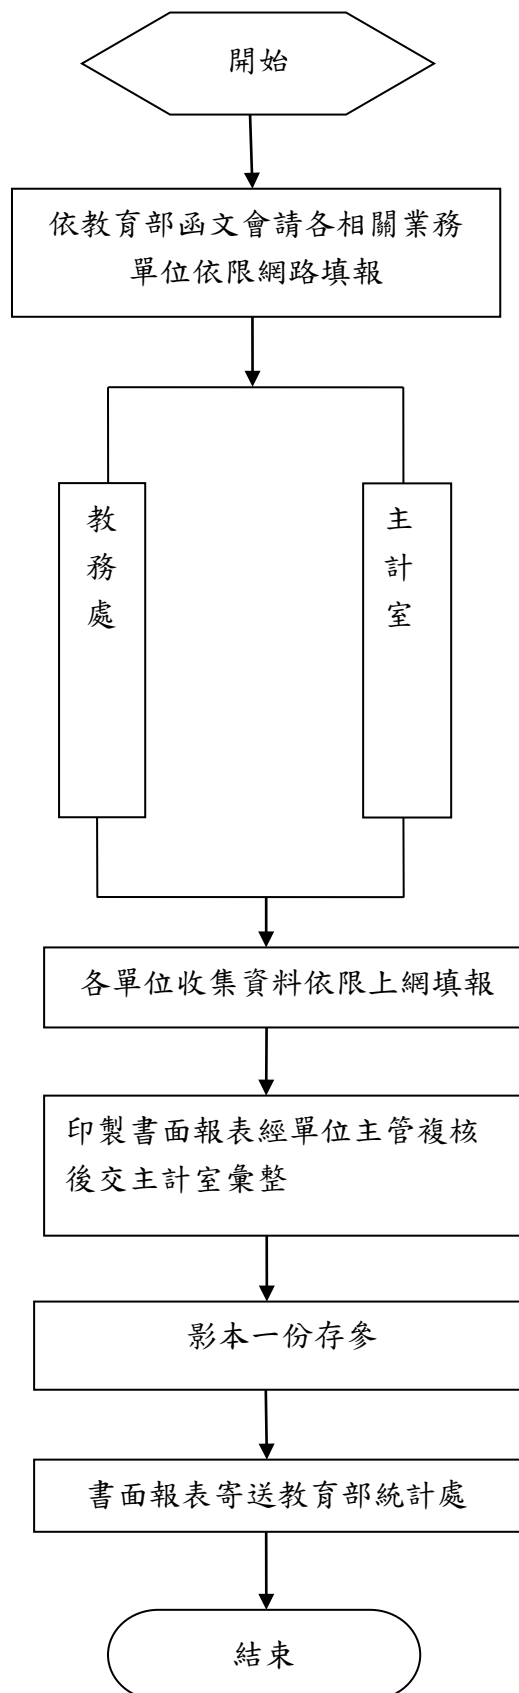 開始
依教育部函文會請各相關業務
單位依限網路填報
教
務
處
主
計
室
各單位收集資料依限上網填報
印製書面報表經單位主管複核
後交主計室彙整
影本一份存參
書面報表寄送教育部統計處
結束